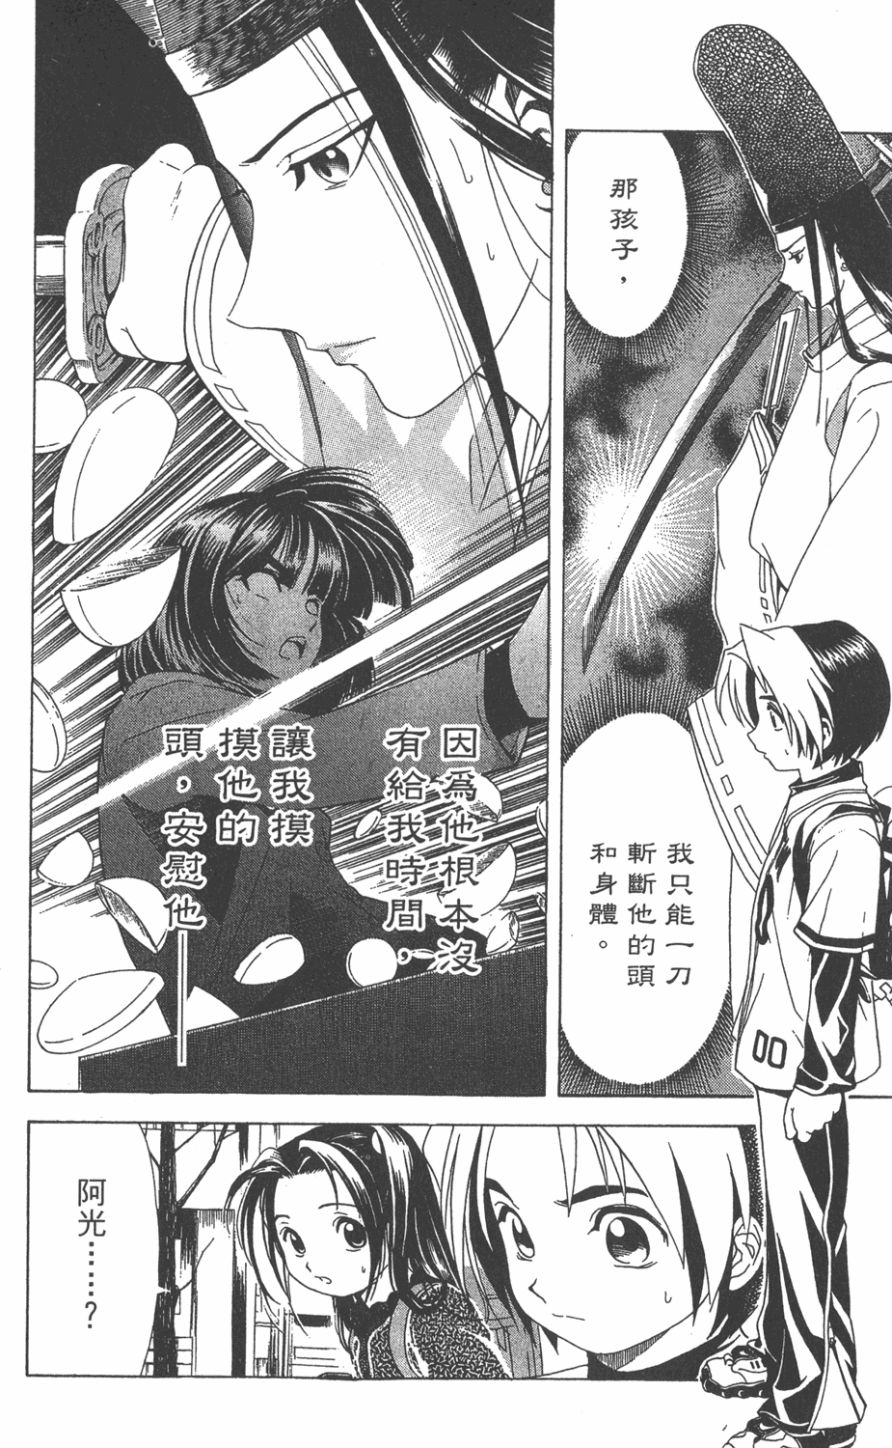 那孩子，
我只能一刀
斬斷他的頭
和身體。
00
因為他根本沒
有給我時間，
讓我摸
摸他的
頭，安慰他——
阿光……？